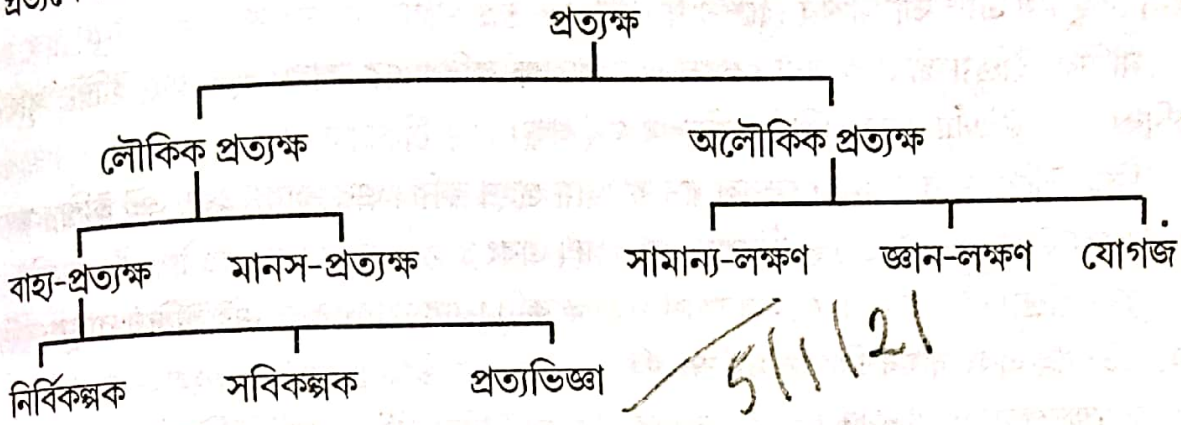 প্রত্যক্ষ
লৌকিক প্রত্যক্ষ অলৌকিক প্রত্যক্ষ
বাহ্য-প্রত্যক্ষ মানস-প্রত্যক্ষ সামান্য-লক্ষণ জ্ঞান-লক্ষণ যোগজ
নির্বিকল্পক সবিকল্পক প্রত্যভিজ্ঞা
5/1/21